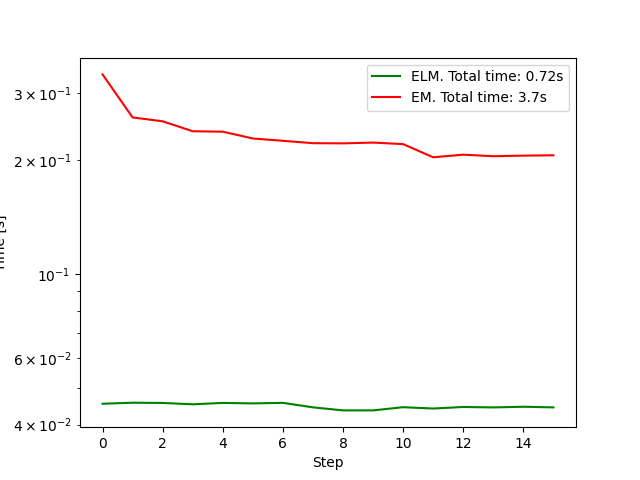 ELM. Total time: 0.72s
EM. Total time: 3.7s
3 × 10⁻¹
2 × 10⁻¹
10⁻¹
6 × 10⁻²
4 × 10⁻²
0 2 4 6 8 10 12 14
Step